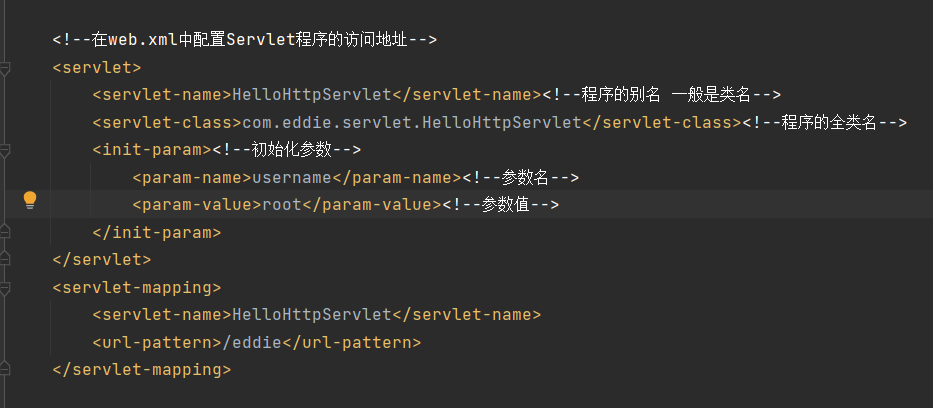 <!--在web.xml中配置Servlet程序的访问地址-->
<servlet>
<servlet-name>HelloHttpServlet</servlet-name><!--程序的别名 一般是类名-->
<servlet-class>com.eddie.servlet.HelloHttpServlet</servlet-class><!--程序的全类名-->
<init-param><!--初始化参数-->
<param-name>username</param-name><!--参数名-->
<param-value>root</param-value><!--参数值-->
</init-param>
</servlet>
<servlet-mapping>
<servlet-name>HelloHttpServlet</servlet-name>
<url-pattern>/eddie</url-pattern>
</servlet-mapping>